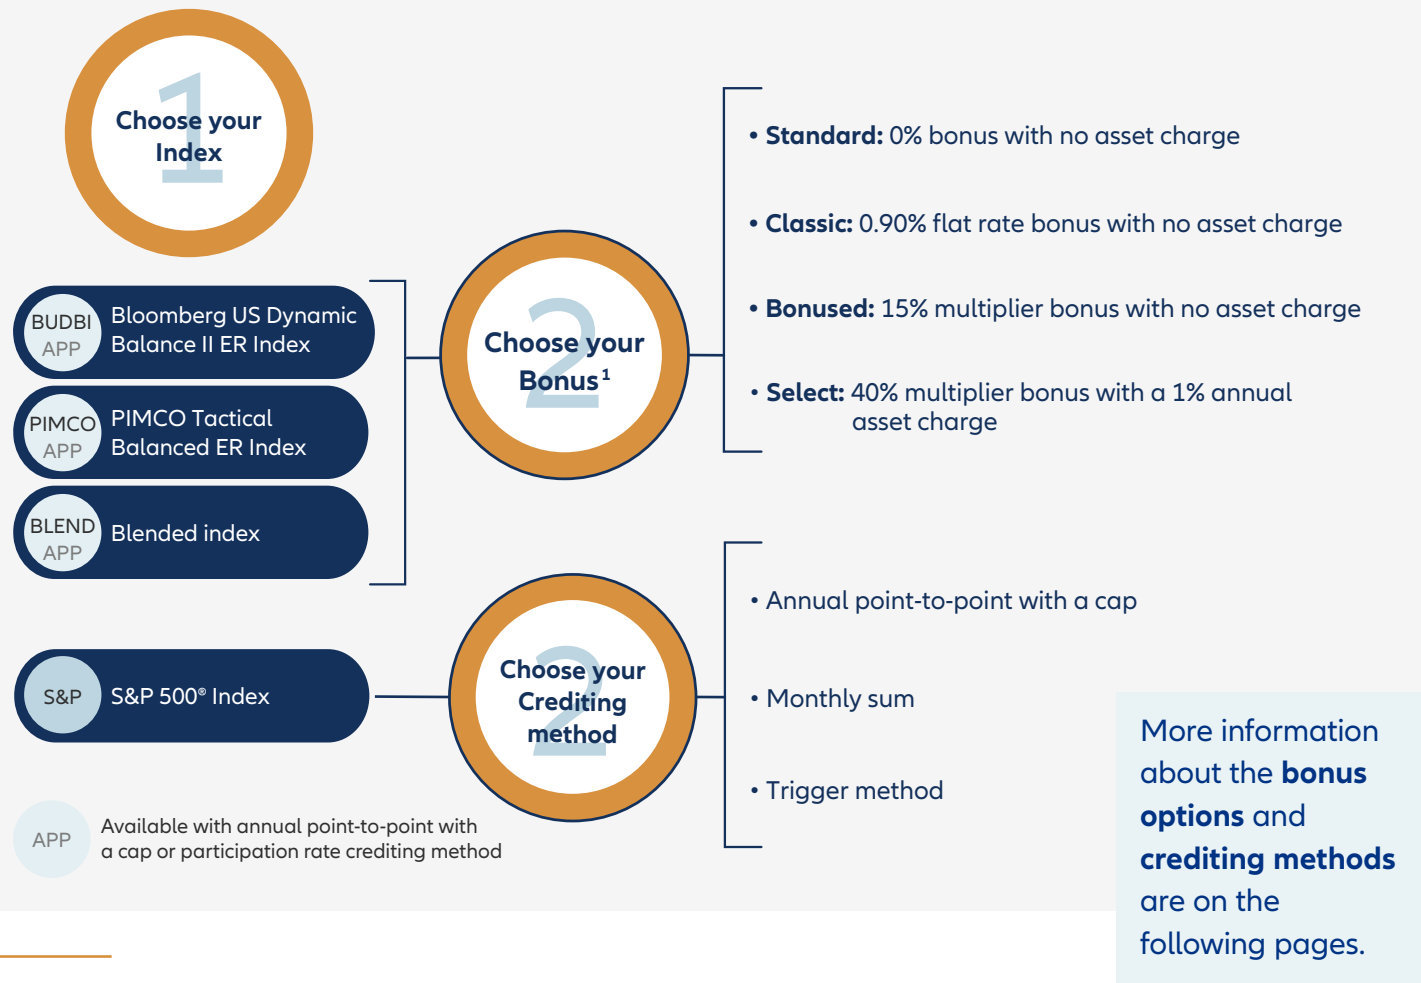 1
Choose your
Index
BUDBI
APP
Bloomberg US Dynamic
Balance II ER Index
PIMCO
APP
PIMCO Tactical
Balanced ER Index
BLEND
APP
Blended index
2
Choose your
Bonus¹
• Standard: 0% bonus with no asset charge
• Classic: 0.90% flat rate bonus with no asset charge
• Bonused: 15% multiplier bonus with no asset charge
• Select: 40% multiplier bonus with a 1% annual
asset charge
S&P
S&P 500® Index
2
Choose your
Crediting
method
• Annual point-to-point with a cap
• Monthly sum
• Trigger method
APP
Available with annual point-to-point with
a cap or participation rate crediting method
More information
about the bonus
options and
crediting methods
are on the
following pages.